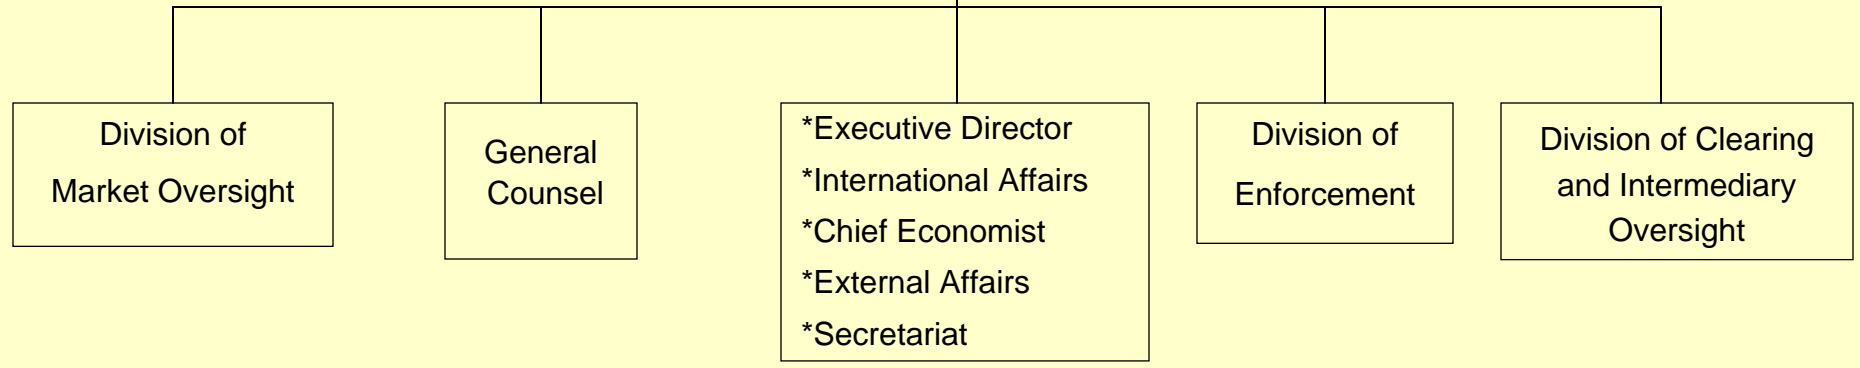 Division of
Market Oversight
General
Counsel
*Executive Director
*International Affairs
*Chief Economist
*External Affairs
*Secretariat
Division of
Enforcement
Division of Clearing
and Intermediary
Oversight